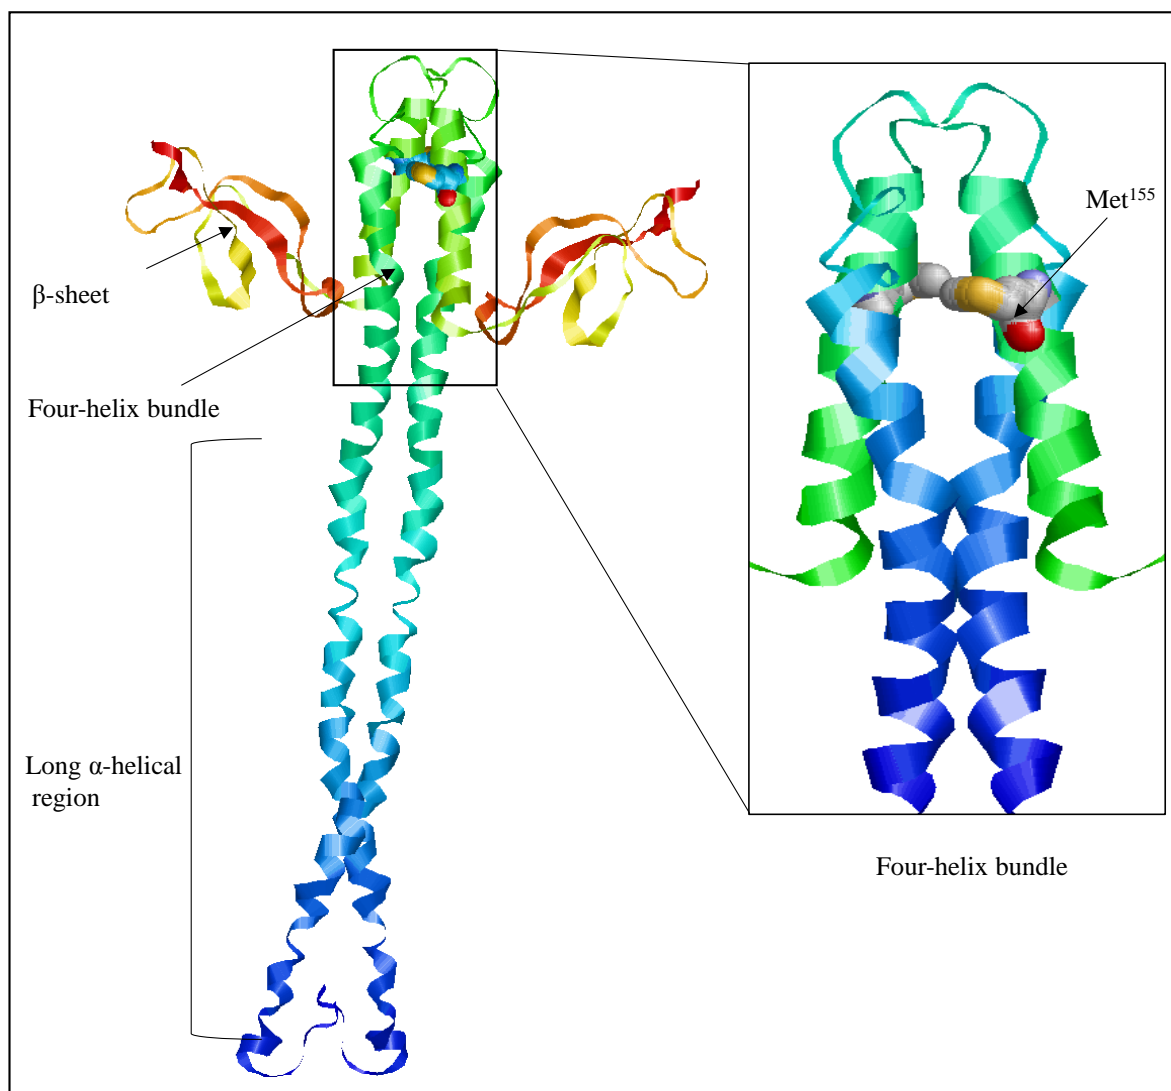 Met¹⁵⁵
β-sheet
Four-helix bundle
Long α-helical
region
Four-helix bundle